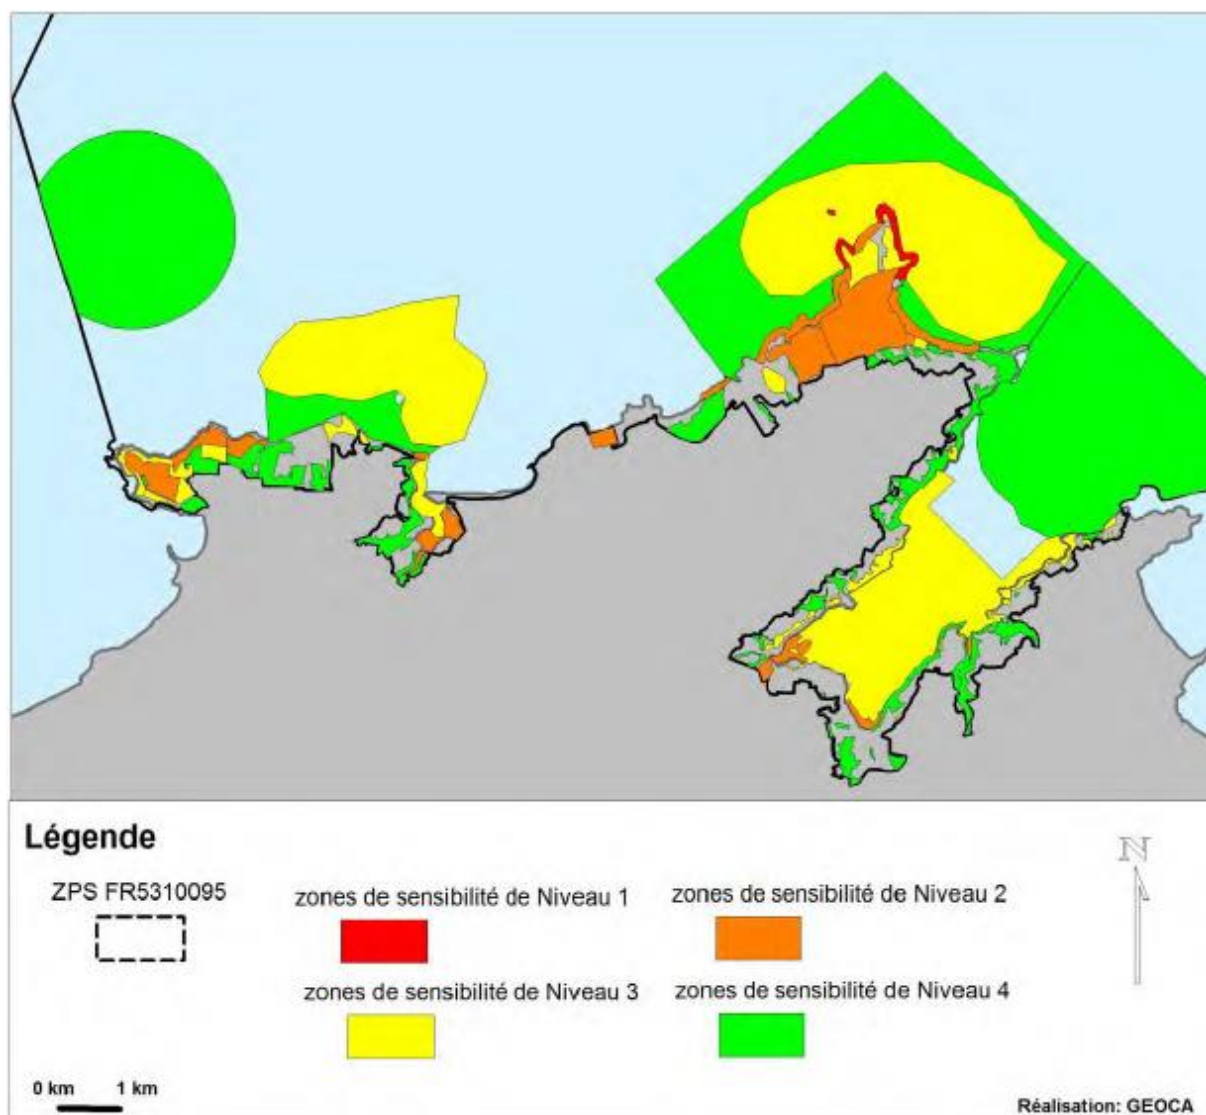 Légende
ZPS FR5310095
zones de sensibilité de Niveau 1
zones de sensibilité de Niveau 2
zones de sensibilité de Niveau 3
zones de sensibilité de Niveau 4
N
0 km 1 km
Réalisation: GEOCA